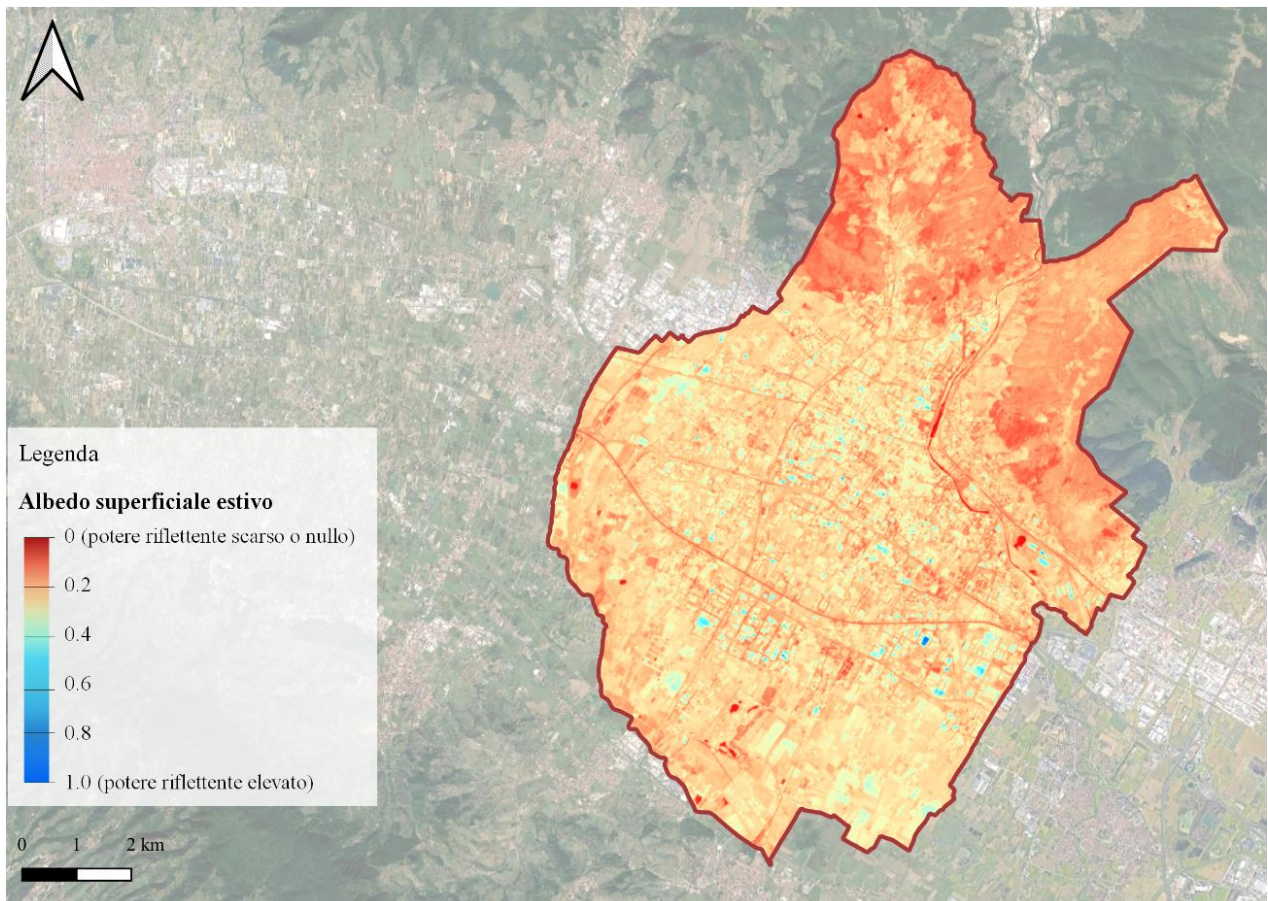 Legenda
Albedo superficiale estivo
0 (potere riflettente scarso o nullo)
0.2
0.4
0.6
0.8
1.0 (potere riflettente elevato)
0 1 2 km